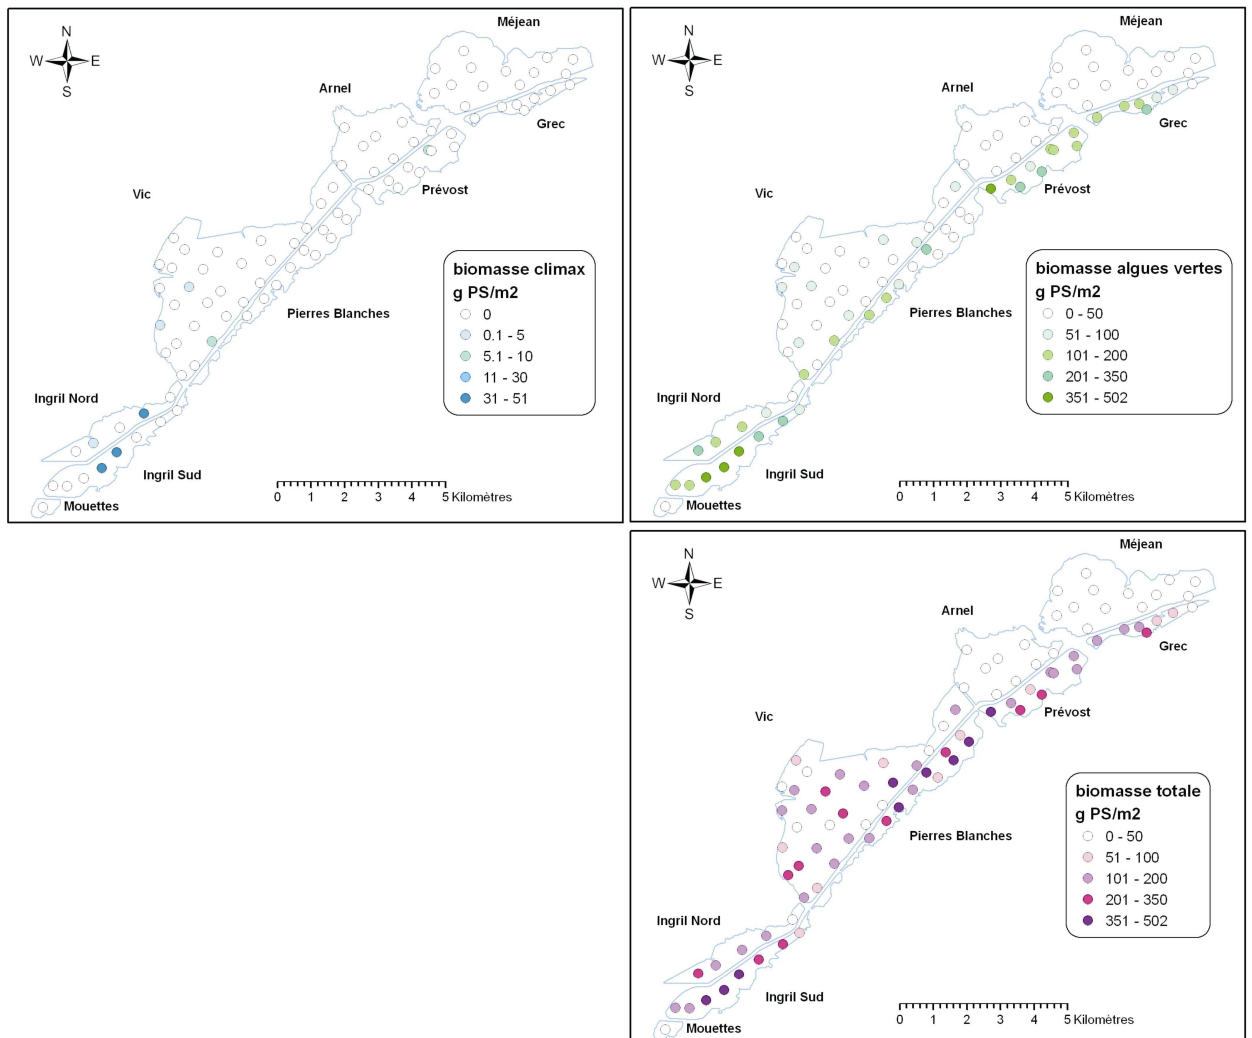 Méjean
N
W E
S
Arnel
Grec
Vic
Prévost
biomasse climax
g PS/m2
0
0.1 - 5
5.1 - 10
11 - 30
31 - 51
Pierres Blanches
Ingril Nord
Ingril Sud
0 1 2 3 4 5 Kilomètres
Mouettes
Méjean
N
W E
S
Arnel
Grec
Vic
Prévost
biomasse algues vertes
g PS/m2
0 - 50
51 - 100
101 - 200
201 - 350
351 - 502
Pierres Blanches
Ingril Nord
Ingril Sud
0 1 2 3 4 5 Kilomètres
Mouettes
Méjean
N
W E
S
Arnel
Grec
Vic
Prévost
biomasse totale
g PS/m2
0 - 50
51 - 100
101 - 200
201 - 350
351 - 502
Pierres Blanches
Ingril Nord
Ingril Sud
0 1 2 3 4 5 Kilomètres
Mouettes